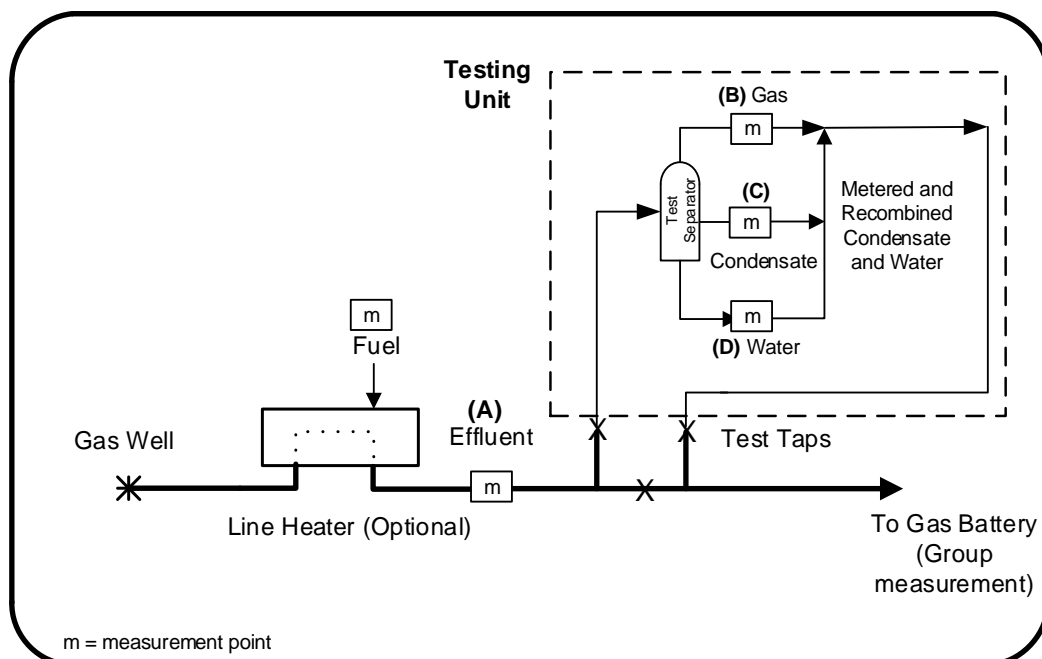 Testing
Unit
(B) Gas
m
Test
Separator
(C)
m
Condensate
Metered and
Recombined
Condensate
and Water
m
(D) Water
m
Fuel
(A)
Effluent
Gas Well
X
X
Test Taps
m
X
Line Heater (Optional)
To Gas Battery
(Group
measurement)
m = measurement point